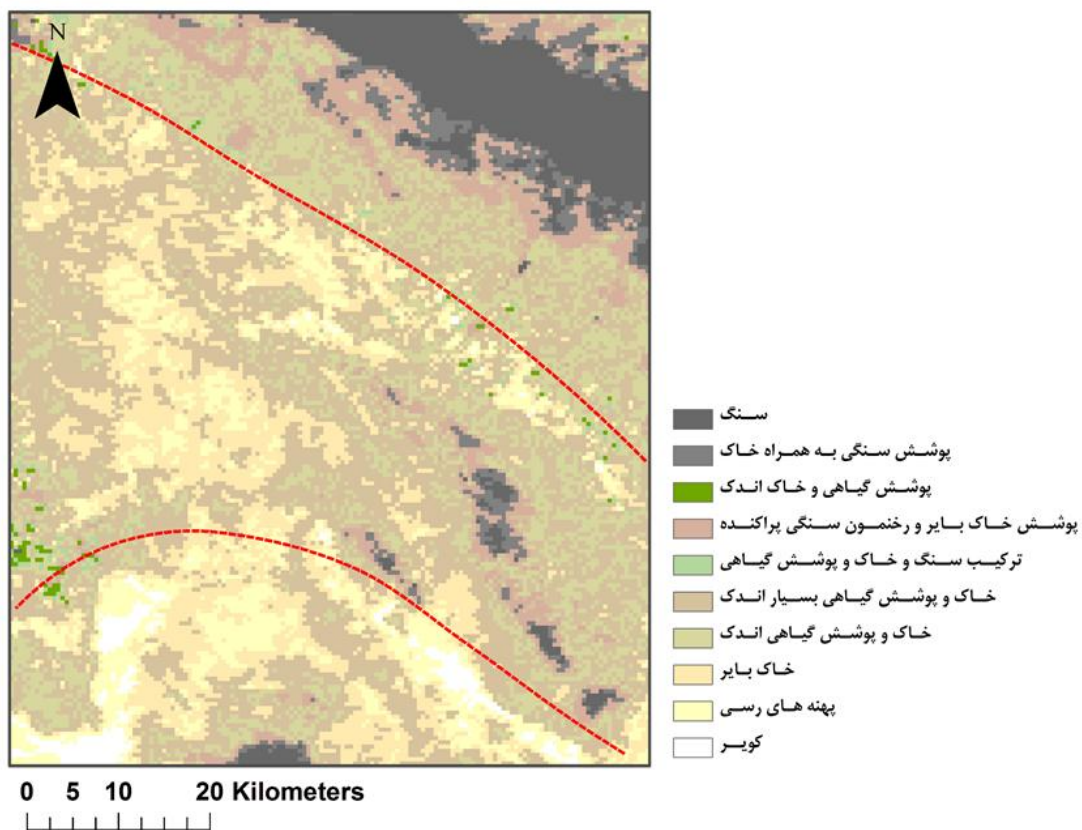 N
سنگ
پوشش سنگی به همراه خاک
پوشش گیاهی و خاک اندک
پوشش خاک بایر و رخنمون سنگی پراکنده
ترکیب سنگ و خاک و پوشش گیاهی
خاک و پوشش گیاهی بسیار اندک
خاک و پوشش گیاهی اندک
خاک بایر
پهنه های رسی
کویر
0 5 10 20 Kilometers